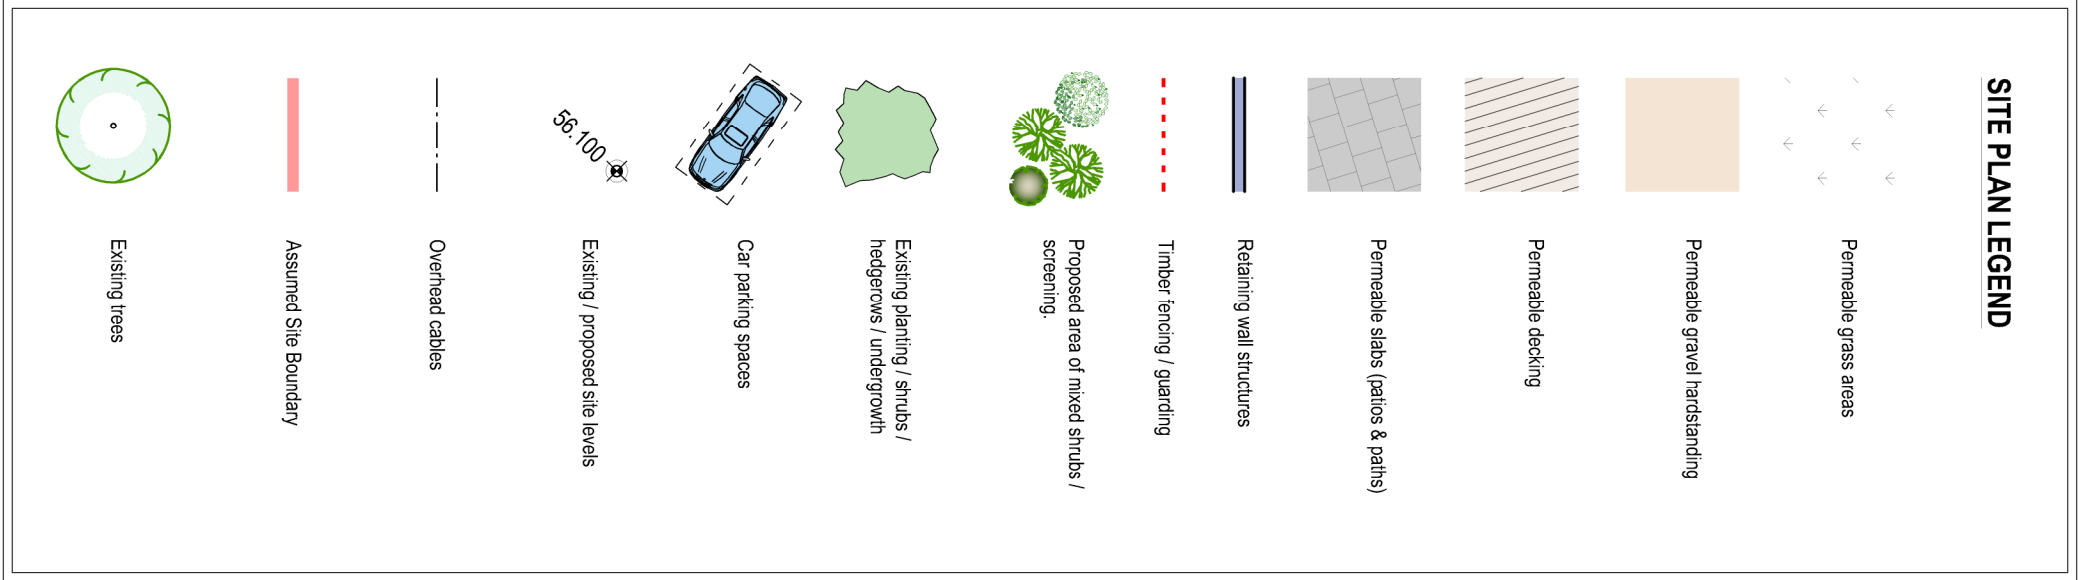 SITE PLAN LEGEND
Permeable grass areas
Permeable gravel hardstanding
Permeable decking
Permeable slabs (patios & paths)
Retaining wall structures
Timber fencing / guarding
Proposed area of mixed shrubs /
screening.
Existing planting / shrubs /
hedgerows / undergrowth
Car parking spaces
56.100
Existing / proposed site levels
Overhead cables
Assumed Site Boundary
Existing trees